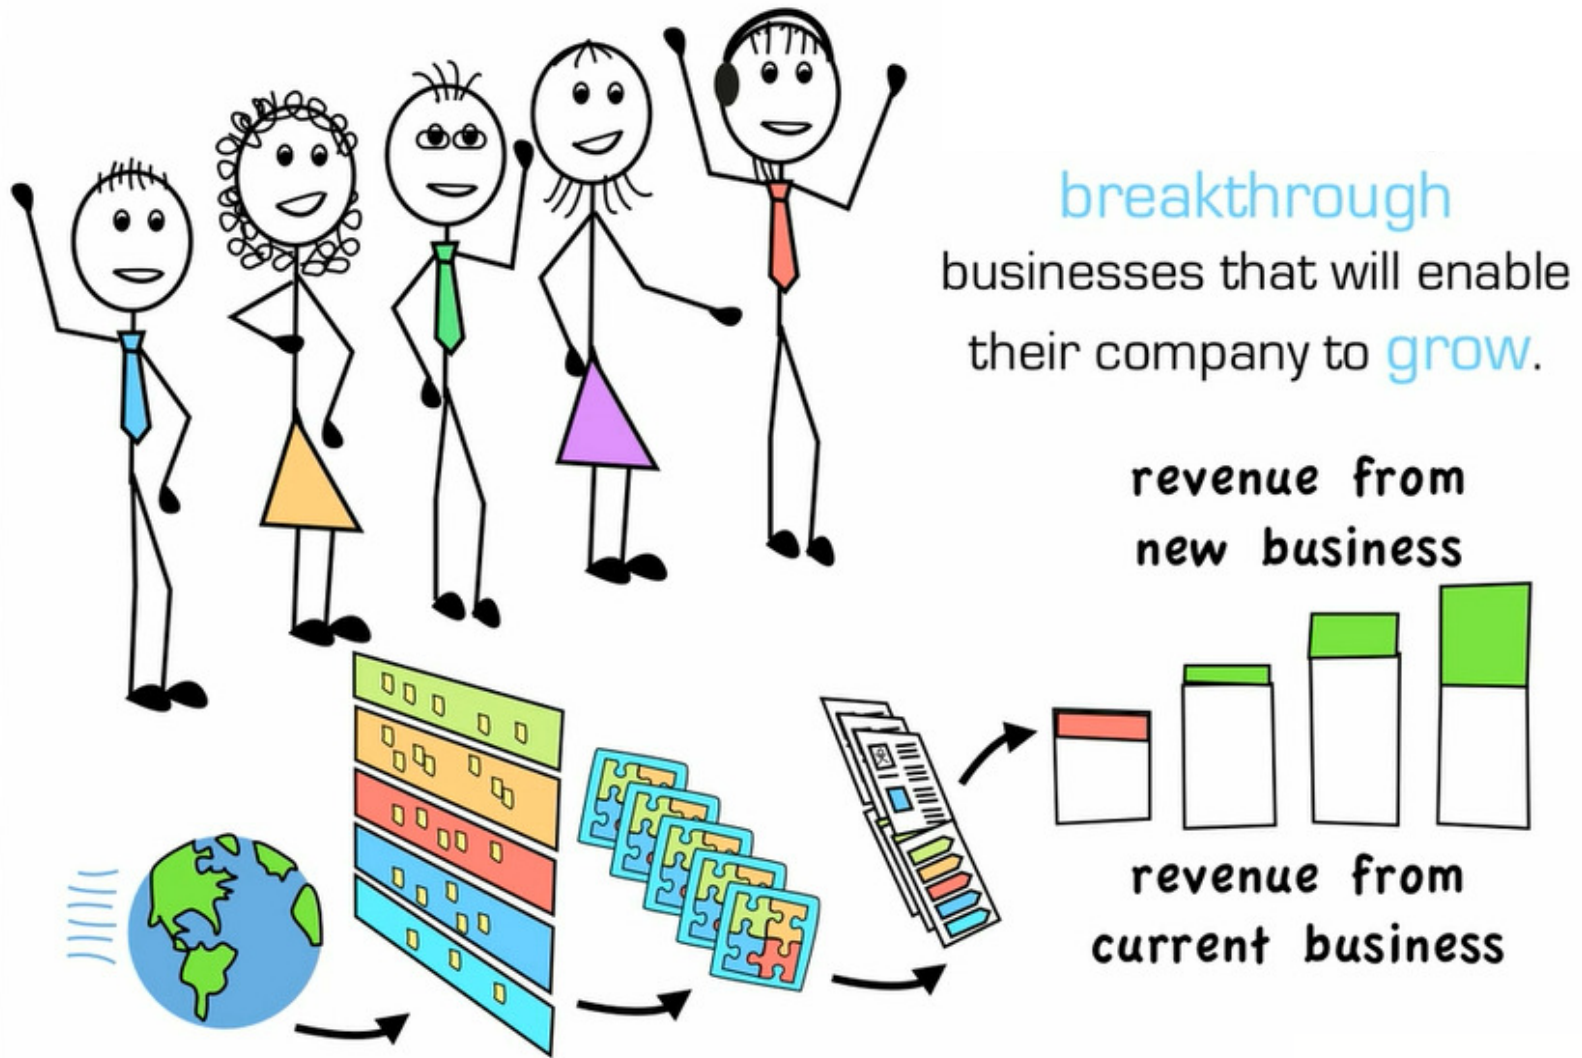 breakthrough
businesses that will enable
their company to grow.
revenue from
new business
revenue from
current business